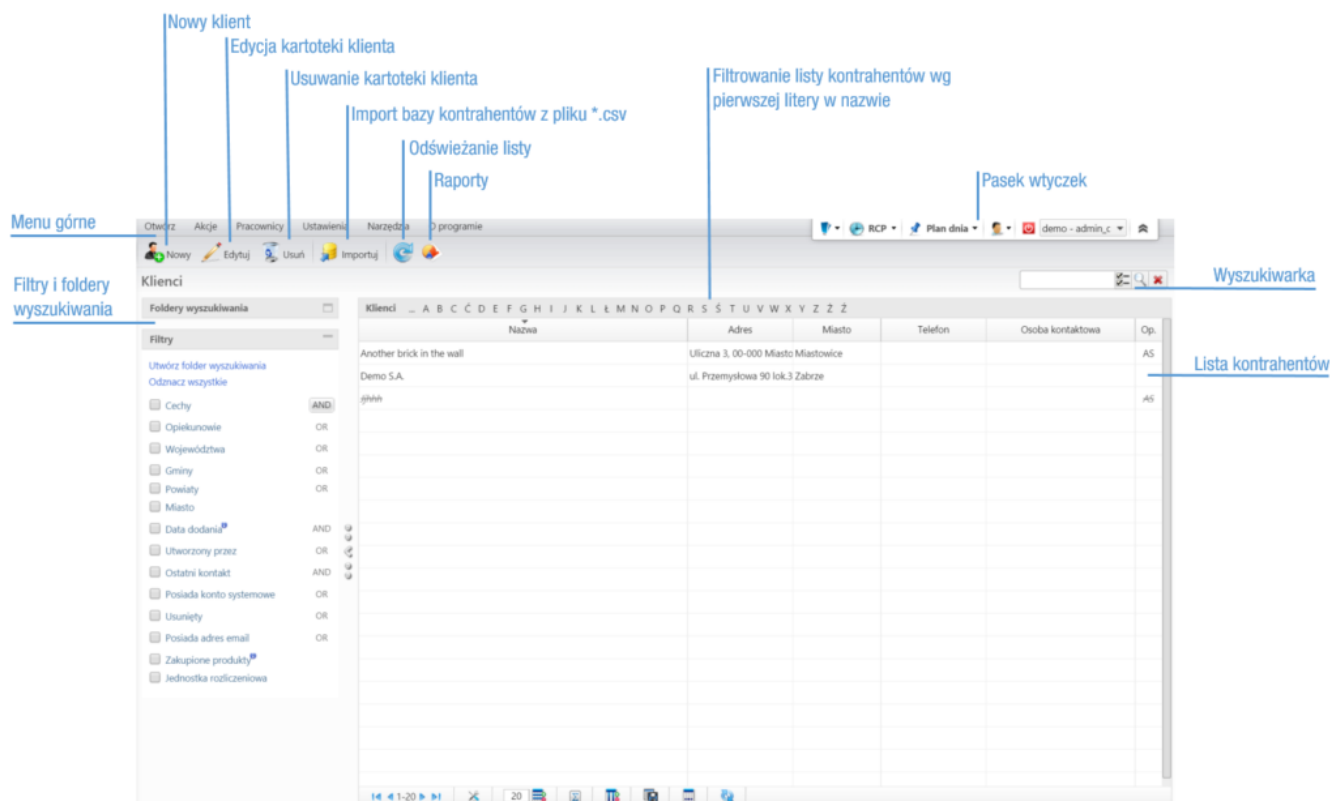 Nowy klient
Edycja kartoteki klienta
Usuwanie kartoteki klienta
Import bazy kontrahentów z pliku *.csv
Odświeżanie listy
Raporty
Filtrowanie listy kontrahentów wg
pierwszej litery w nazwie
Pasek wtyczek
Menu górne
Otwórz Akcje Pracownicy Ustawienia Narzędzia O programie
RCP Plan dnia demo - admin_c
Nowy Edytuj Usuń Importuj
Klienci
Wyszukiwarka
Filtry i foldery
wyszukiwania
Foldery wyszukiwania
Klienci _ A B C Ć D E F G H I J K L Ł M N O P Q R S Ś T U V W X Y Z Ż Ź
Filtry
Nazwa Adres Miasto Telefon Osoba kontaktowa Op.
Another brick in the wall Uliczna 3, 00-000 Miasto Miastowice AS
Demo S.A. ul. Przemysłowa 90 lok.3 Zabrze
Lista kontrahentów
fjhhh AS
Utwórz folder wyszukiwania
Odznacz wszystkie
Cechy AND
Opiekunowie OR
Województwa OR
Gminy OR
Powiaty OR
Miasto
Data dodania AND
Utworzony przez OR
Ostatni kontakt AND
Posiada konto systemowe OR
Usunięty OR
Posiada adres email OR
Zakupione produkty
Jednostka rozliczeniowa
1-20 20